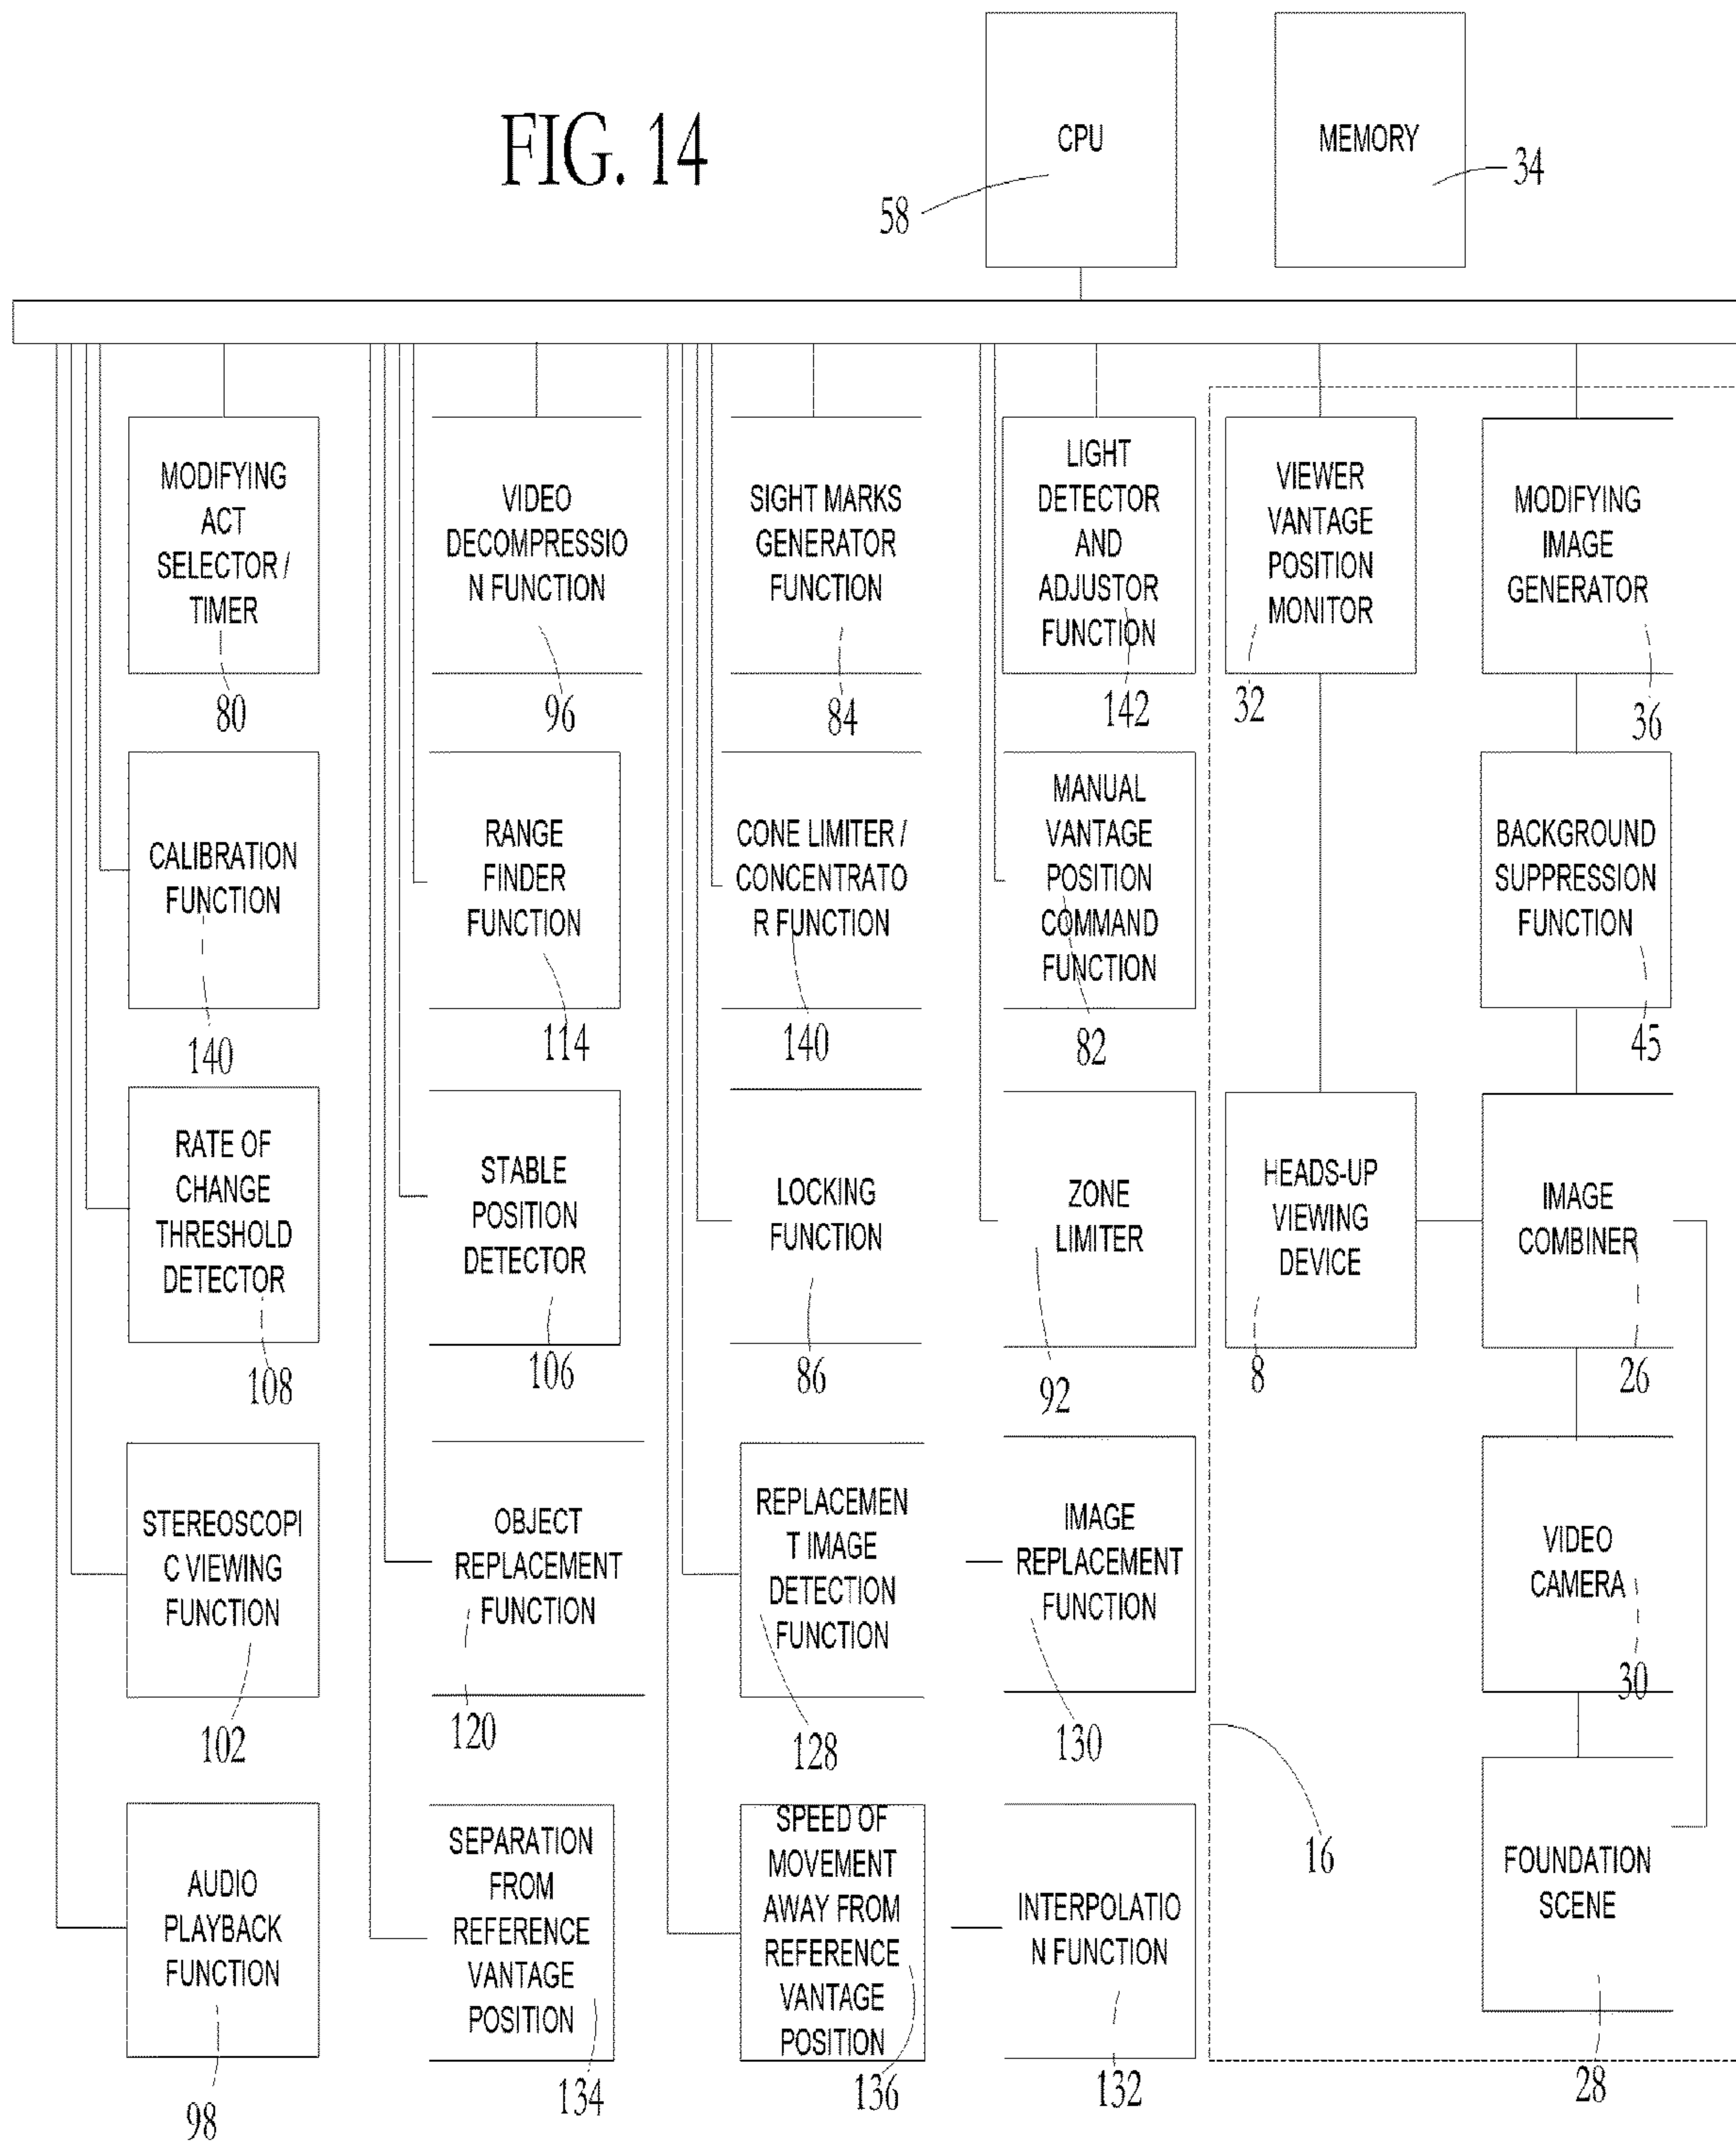 FIG. 14
CPU
58
MEMORY
34
MODIFYING
ACT
SELECTOR /
TIMER
80
VIDEO
DECOMPRESSIO
N FUNCTION
96
SIGHT MARKS
GENERATOR
FUNCTION
84
LIGHT
DETECTOR
AND
ADJUSTOR
FUNCTION
142
VIEWER
VANTAGE
POSITION
MONITOR
32
MODIFYING
IMAGE
GENERATOR
36
CALIBRATION
FUNCTION
140
RANGE
FINDER
FUNCTION
114
CONE LIMITER /
CONCENTRATO
R FUNCTION
140
MANUAL
VANTAGE
POSITION
COMMAND
FUNCTION
82
BACKGROUND
SUPPRESSION
FUNCTION
45
RATE OF
CHANGE
THRESHOLD
DETECTOR
108
STABLE
POSITION
DETECTOR
106
LOCKING
FUNCTION
86
ZONE
LIMITER
92
HEADS-UP
VIEWING
DEVICE
8
IMAGE
COMBINER
26
STEREOSCOPI
C VIEWING
FUNCTION
102
OBJECT
REPLACEMENT
FUNCTION
120
REPLACEMEN
T IMAGE
DETECTION
FUNCTION
128
IMAGE
REPLACEMENT
FUNCTION
130
VIDEO
CAMERA
30
AUDIO
PLAYBACK
FUNCTION
98
SEPARATION
FROM
REFERENCE
VANTAGE
POSITION
134
SPEED OF
MOVEMENT
AWAY FROM
REFERENCE
VANTAGE
POSITION
136
INTERPOLATIO
N FUNCTION
132
16
FOUNDATION
SCENE
28